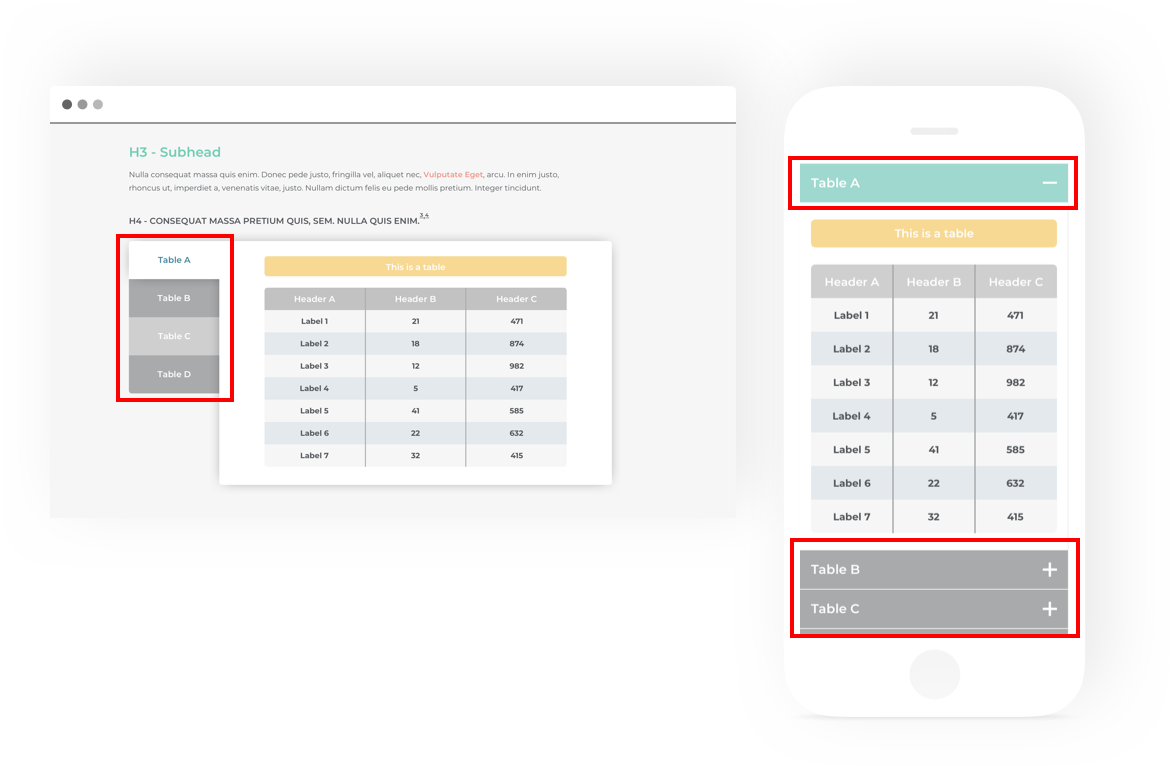 H3 - Subhead
Nulla consequat massa quis enim. Donec pede justo, fringilla vel, aliquet nec, Vulputate Eget, arcu. In enim justo,
rhoncus ut, imperdiet a, venenatis vitae, justo. Nullam dictum felis eu pede mollis pretium. Integer tincidunt.
H4 - CONSEQUAT MASSA PRETIUM QUIS, SEM. NULLA QUIS ENIM.3,4
Table A
Table B
Table C
Table D
This is a table
Header A Header B Header C
Label 1 21 471
Label 2 18 874
Label 3 12 982
Label 4 5 417
Label 5 41 585
Label 6 22 632
Label 7 32 415
Table A
This is a table
Header A Header B Header C
Label 1 21 471
Label 2 18 874
Label 3 12 982
Label 4 5 417
Label 5 41 585
Label 6 22 632
Label 7 32 415
Table B
Table C